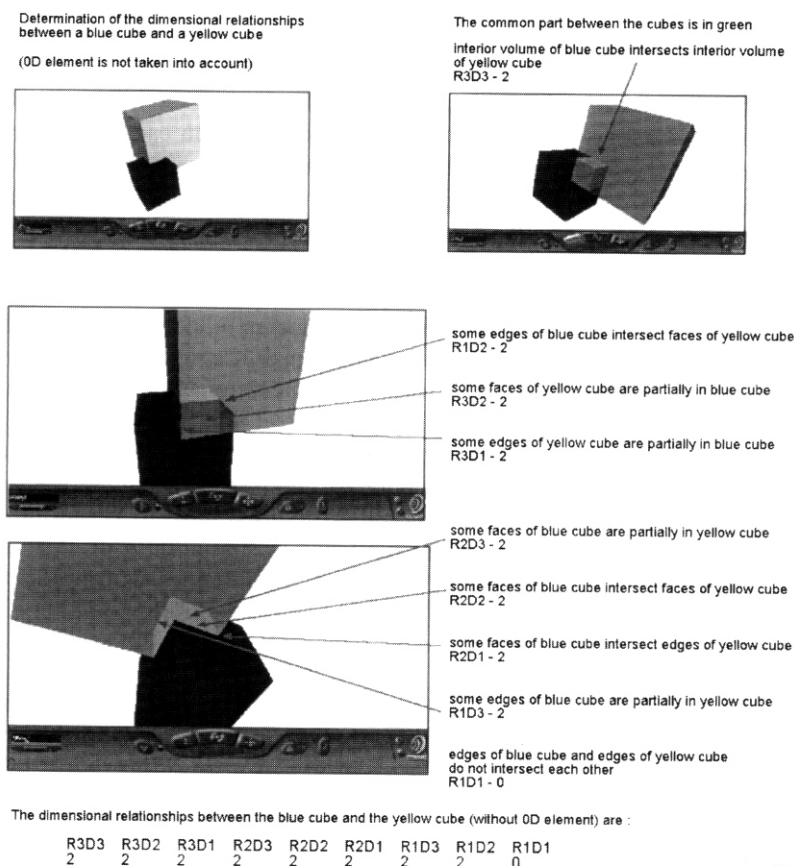 Determination of the dimensional relationships
between a blue cube and a yellow cube
(0D element is not taken into account)
The common part between the cubes is in green
interior volume of blue cube intersects interior volume
of yellow cube
R3D3 - 2
some edges of blue cube intersect faces of yellow cube
R1D2 - 2
some faces of yellow cube are partially in blue cube
R3D2 - 2
some edges of yellow cube are partially in blue cube
R3D1 - 2
some faces of blue cube are partially in yellow cube
R2D3 - 2
some faces of blue cube intersect faces of yellow cube
R2D2 - 2
some faces of blue cube intersect edges of yellow cube
R2D1 - 2
some edges of blue cube are partially in yellow cube
R1D3 - 2
edges of blue cube and edges of yellow cube
do not intersect each other
R1D1 - 0
The dimensional relationships between the blue cube and the yellow cube (without 0D element) are :
R3D3 R3D2 R3D1 R2D3 R2D2 R2D1 R1D3 R1D2 R1D1
2 2 2 2 2 2 2 2 0